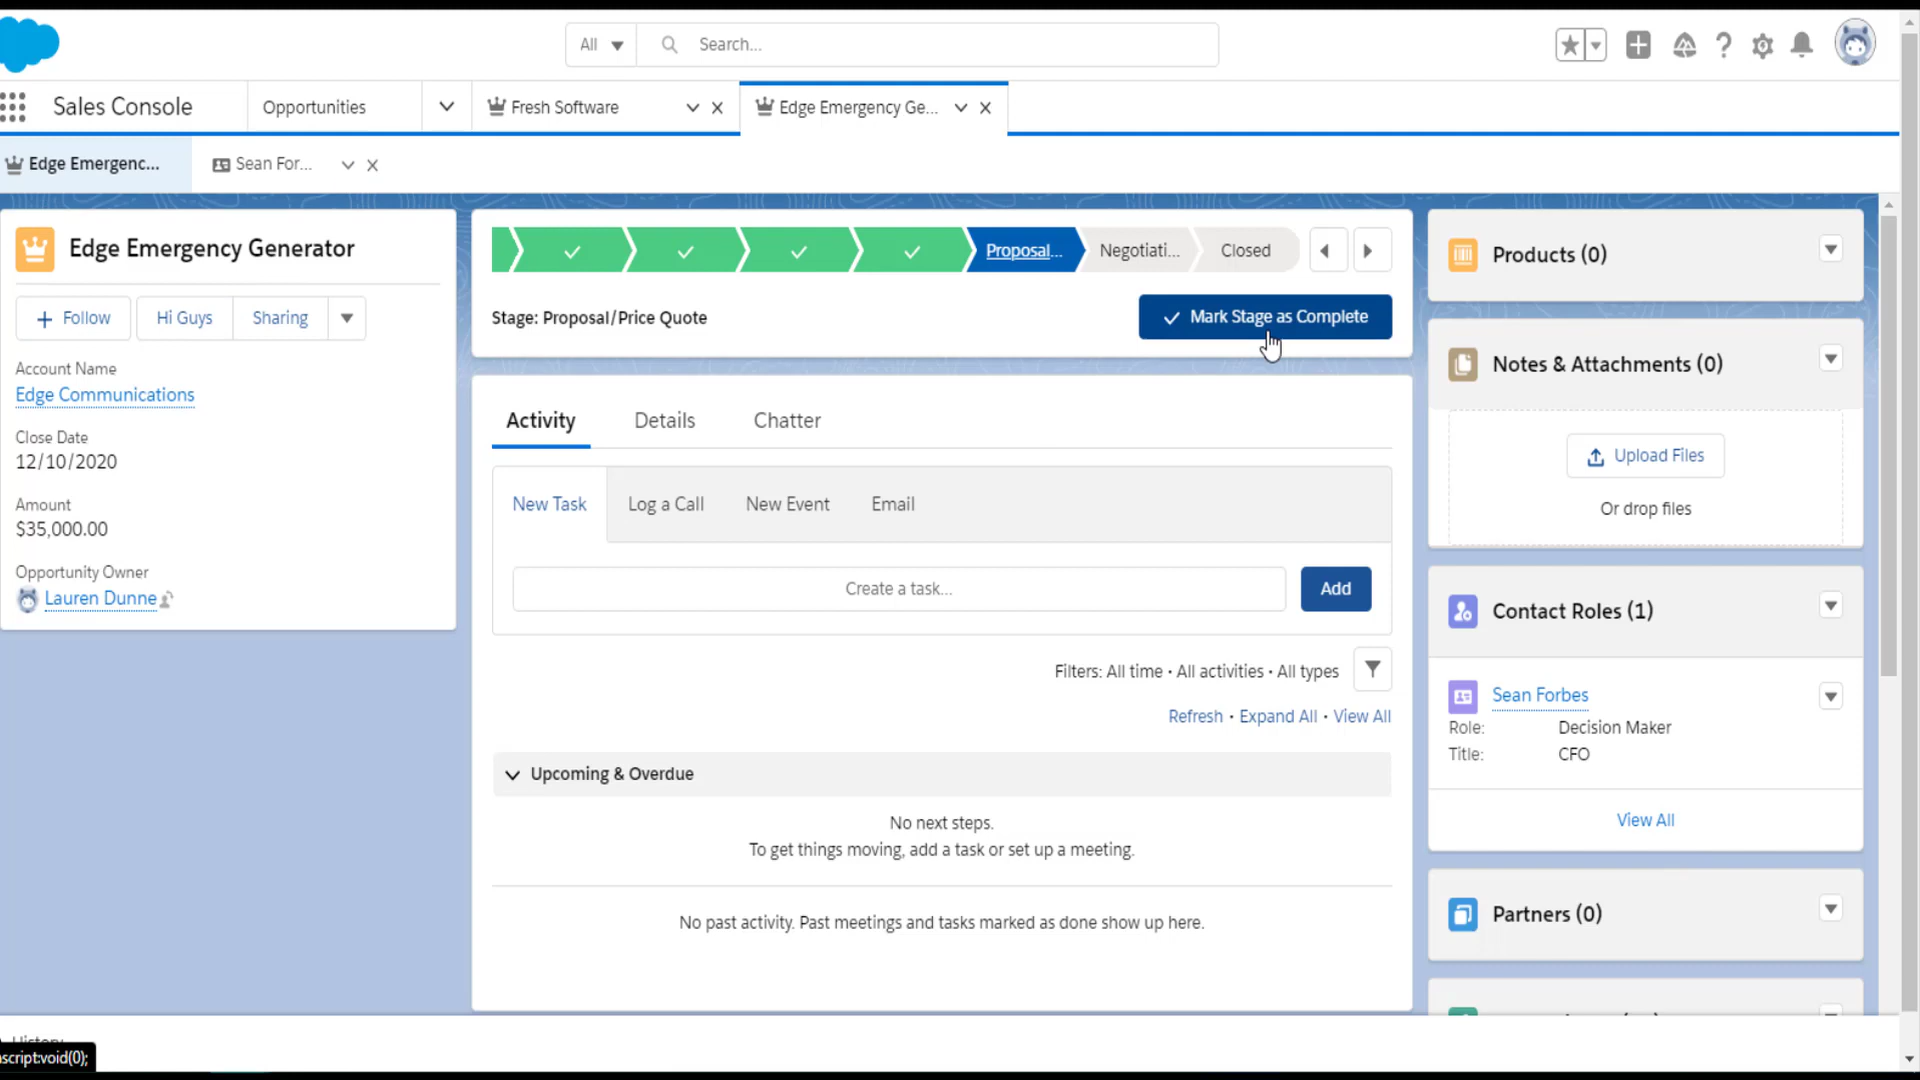 All
Search...
Sales Console
Opportunities
Fresh Software
Edge Emergency Ge...
Edge Emergenc...
Sean For...
Edge Emergency Generator
Follow
Hi Guys
Sharing
Account Name
Edge Communications
Close Date
12/10/2020
Amount
$35,000.00
Opportunity Owner
Lauren Dunne
Proposal...
Negotiati...
Closed
Stage: Proposal/Price Quote
Mark Stage as Complete
Activity
Details
Chatter
New Task
Log a Call
New Event
Email
Create a task...
Add
Filters: All time • All activities • All types
Refresh • Expand All • View All
Upcoming & Overdue
No next steps.
To get things moving, add a task or set up a meeting.
No past activity. Past meetings and tasks marked as done show up here.
Products (0)
Notes & Attachments (0)
Upload Files
Or drop files
Contact Roles (1)
Sean Forbes
Role: Decision Maker
Title: CFO
View All
Partners (0)
History
ascript:void(0);